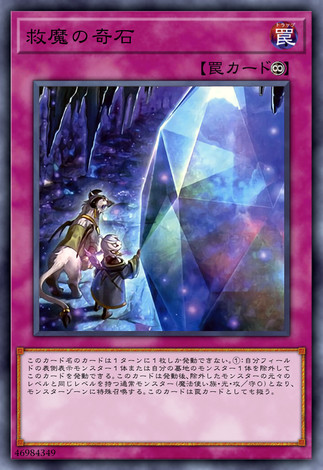 救魔の奇石
トラップ
罠
【罠カード】
このカード名のカードは1ターンに1枚しか発動できない。①:自分フィール
ドの表側表示モンスター1体または自分の墓地のモンスター1体を除外して
このカードを発動できる。このカードは発動後、除外したモンスターの元々の
レベルと同じレベルを持つ通常モンスター(魔法使い族・光・攻/守0)となり、
モンスターゾーンに特殊召喚する。このカードは罠カードとしても扱う。
46984349